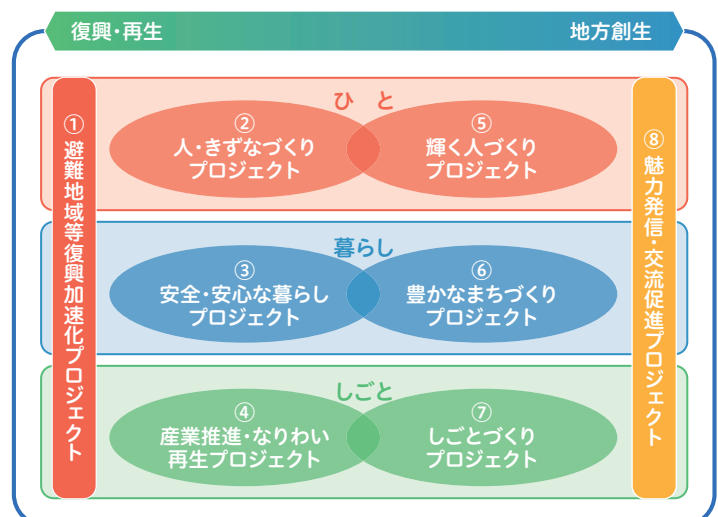 復興・再生
地方創生
①避難地域等復興加速化プロジェクト
ひと
②
人・きずなづくり
プロジェクト
⑤
輝く人づくり
プロジェクト
暮らし
③
安全・安心な暮らし
プロジェクト
⑥
豊かなまちづくり
プロジェクト
しごと
④
産業推進・なりわい
再生プロジェクト
⑦
しごとづくり
プロジェクト
⑧魅力発信・交流促進プロジェクト